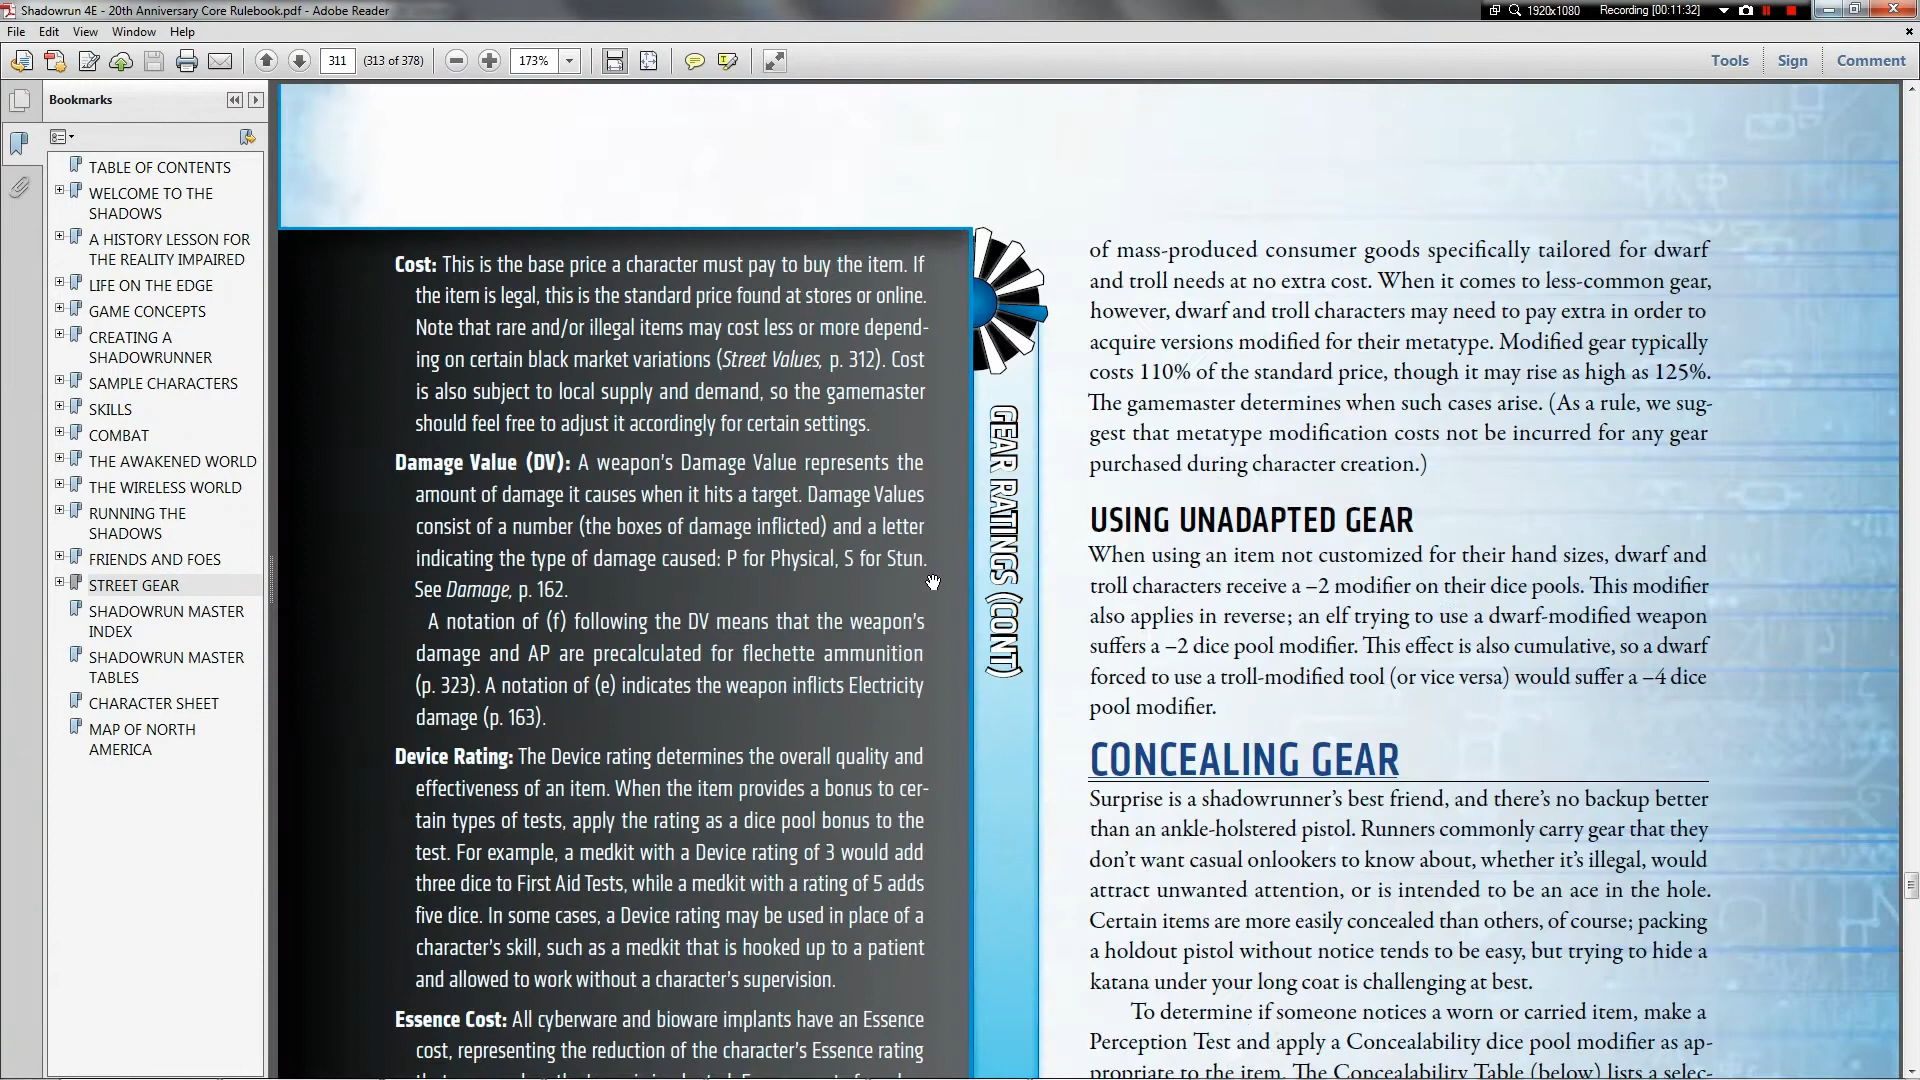 Shadowrun 4E - 20th Anniversary Core Rulebook.pdf - Adobe Reader
1920x1080
Recording [00:11:32]
File Edit View Window Help
311 (313 of 378) 173%
Tools Sign Comment
Bookmarks
TABLE OF CONTENTS
WELCOME TO THE
SHADOWS
A HISTORY LESSON FOR
THE REALITY IMPAIRED
LIFE ON THE EDGE
GAME CONCEPTS
CREATING A
SHADOWRUNNER
SAMPLE CHARACTERS
SKILLS
COMBAT
THE AWAKENED WORLD
THE WIRELESS WORLD
RUNNING THE
SHADOWS
FRIENDS AND FOES
STREET GEAR
SHADOWRUN MASTER
INDEX
SHADOWRUN MASTER
TABLES
CHARACTER SHEET
MAP OF NORTH
AMERICA
Cost: This is the base price a character must pay to buy the item. If
the item is legal, this is the standard price found at stores or online.
Note that rare and/or illegal items may cost less or more depend-
ing on certain black market variations (Street Values, p. 312). Cost
is also subject to local supply and demand, so the gamemaster
should feel free to adjust it accordingly for certain settings.
Damage Value (DV): A weapon's Damage Value represents the
amount of damage it causes when it hits a target. Damage Values
consist of a number (the boxes of damage inflicted) and a letter
indicating the type of damage caused: P for Physical, S for Stun.
See Damage, p. 162.
A notation of (f) following the DV means that the weapon's
damage and AP are precalculated for flechette ammunition
(p. 323). A notation of (e) indicates the weapon inflicts Electricity
damage (p. 163).
Device Rating: The Device rating determines the overall quality and
effectiveness of an item. When the item provides a bonus to cer-
tain types of tests, apply the rating as a dice pool bonus to the
test. For example, a medkit with a Device rating of 3 would add
three dice to First Aid Tests, while a medkit with a rating of 5 adds
five dice. In some cases, a Device rating may be used in place of a
character's skill, such as a medkit that is hooked up to a patient
and allowed to work without a character's supervision.
Essence Cost: All cyberware and bioware implants have an Essence
cost, representing the reduction of the character's Essence rating
GEAR RATINGS (CONT)
of mass-produced consumer goods specifically tailored for dwarf
and troll needs at no extra cost. When it comes to less-common gear,
however, dwarf and troll characters may need to pay extra in order to
acquire versions modified for their metatype. Modified gear typically
costs 110% of the standard price, though it may rise as high as 125%.
The gamemaster determines when such cases arise. (As a rule, we sug-
gest that metatype modification costs not be incurred for any gear
purchased during character creation.)
USING UNADAPTED GEAR
When using an item not customized for their hand sizes, dwarf and
troll characters receive a –2 modifier on their dice pools. This modifier
also applies in reverse; an elf trying to use a dwarf-modified weapon
suffers a –2 dice pool modifier. This effect is also cumulative, so a dwarf
forced to use a troll-modified tool (or vice versa) would suffer a –4 dice
pool modifier.
CONCEALING GEAR
Surprise is a shadowrunner's best friend, and there's no backup better
than an ankle-holstered pistol. Runners commonly carry gear that they
don't want casual onlookers to know about, whether it's illegal, would
attract unwanted attention, or is intended to be an ace in the hole.
Certain items are more easily concealed than others, of course; packing
a holdout pistol without notice tends to be easy, but trying to hide a
katana under your long coat is challenging at best.
To determine if someone notices a worn or carried item, make a
Perception Test and apply a Concealability dice pool modifier as ap-
propriate to the item. The Concealability Table (below) lists a selec-